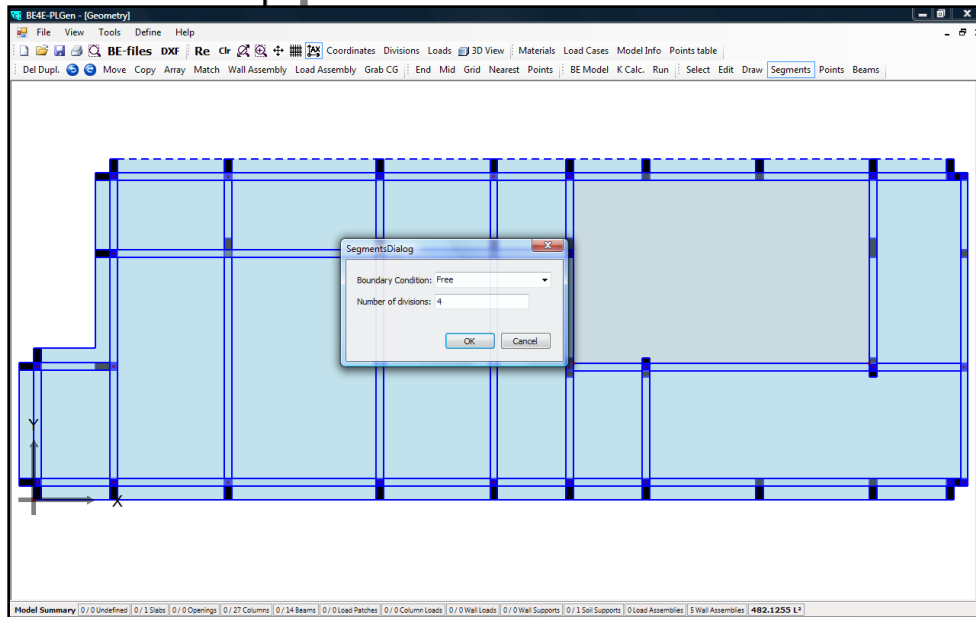 BE4E-PLGen - [Geometry]
File View Tools Define Help
BE-files DXF Re Clr Coordinates Divisions Loads 3D View Materials Load Cases Model Info Points table
Del Dupl. Move Copy Array Match Wall Assembly Load Assembly Grab CG End Mid Grid Nearest Points BE Model K Calc. Run Select Edit Draw Segments Points Beams
SegmentsDialog
Boundary Condition: Free
Number of divisions: 4
OK Cancel
Y
X
Model Summary 0 / 0 Undefined 0 / 1 Slabs 0 / 0 Openings 0 / 27 Columns 0 / 14 Beams 0 / 0 Load Patches 0 / 0 Column Loads 0 / 0 Wall Loads 0 / 0 Wall Supports 0 / 1 Soil Supports 0 Load Assemblies 5 Wall Assemblies 482.1255 L²